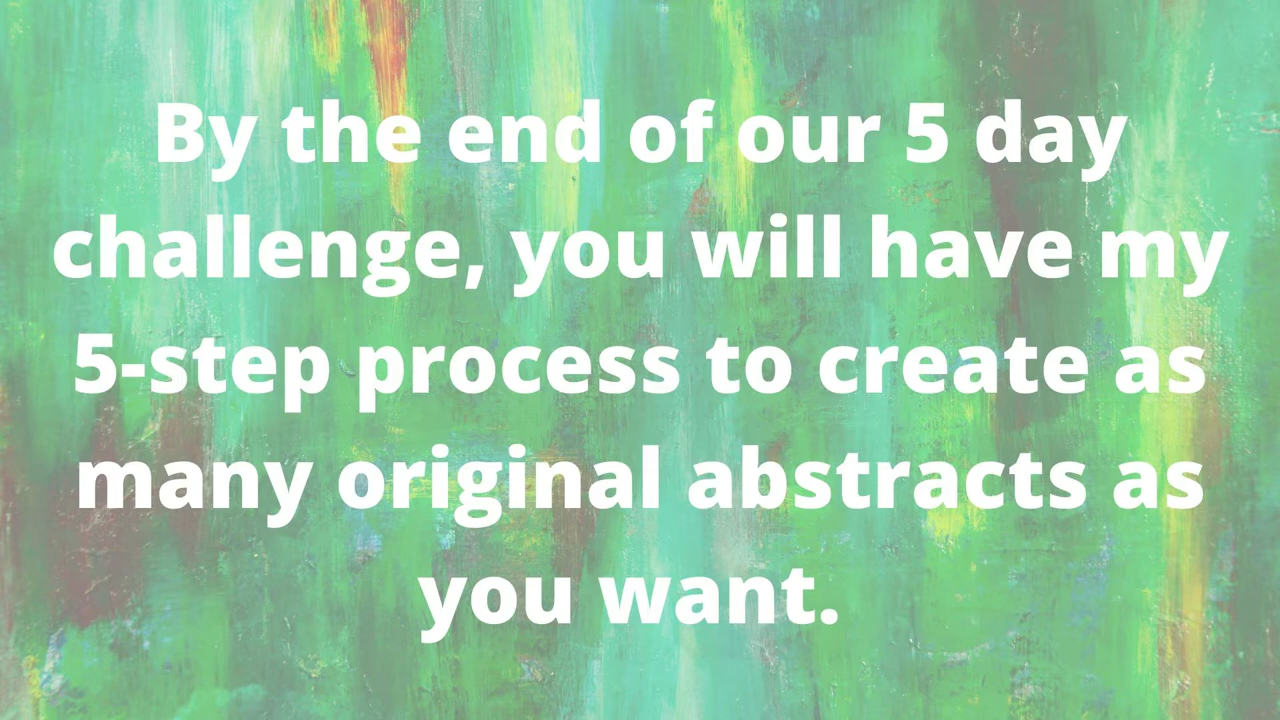 By the end of our 5 day
challenge, you will have my
5-step process to create as
many original abstracts as
you want.